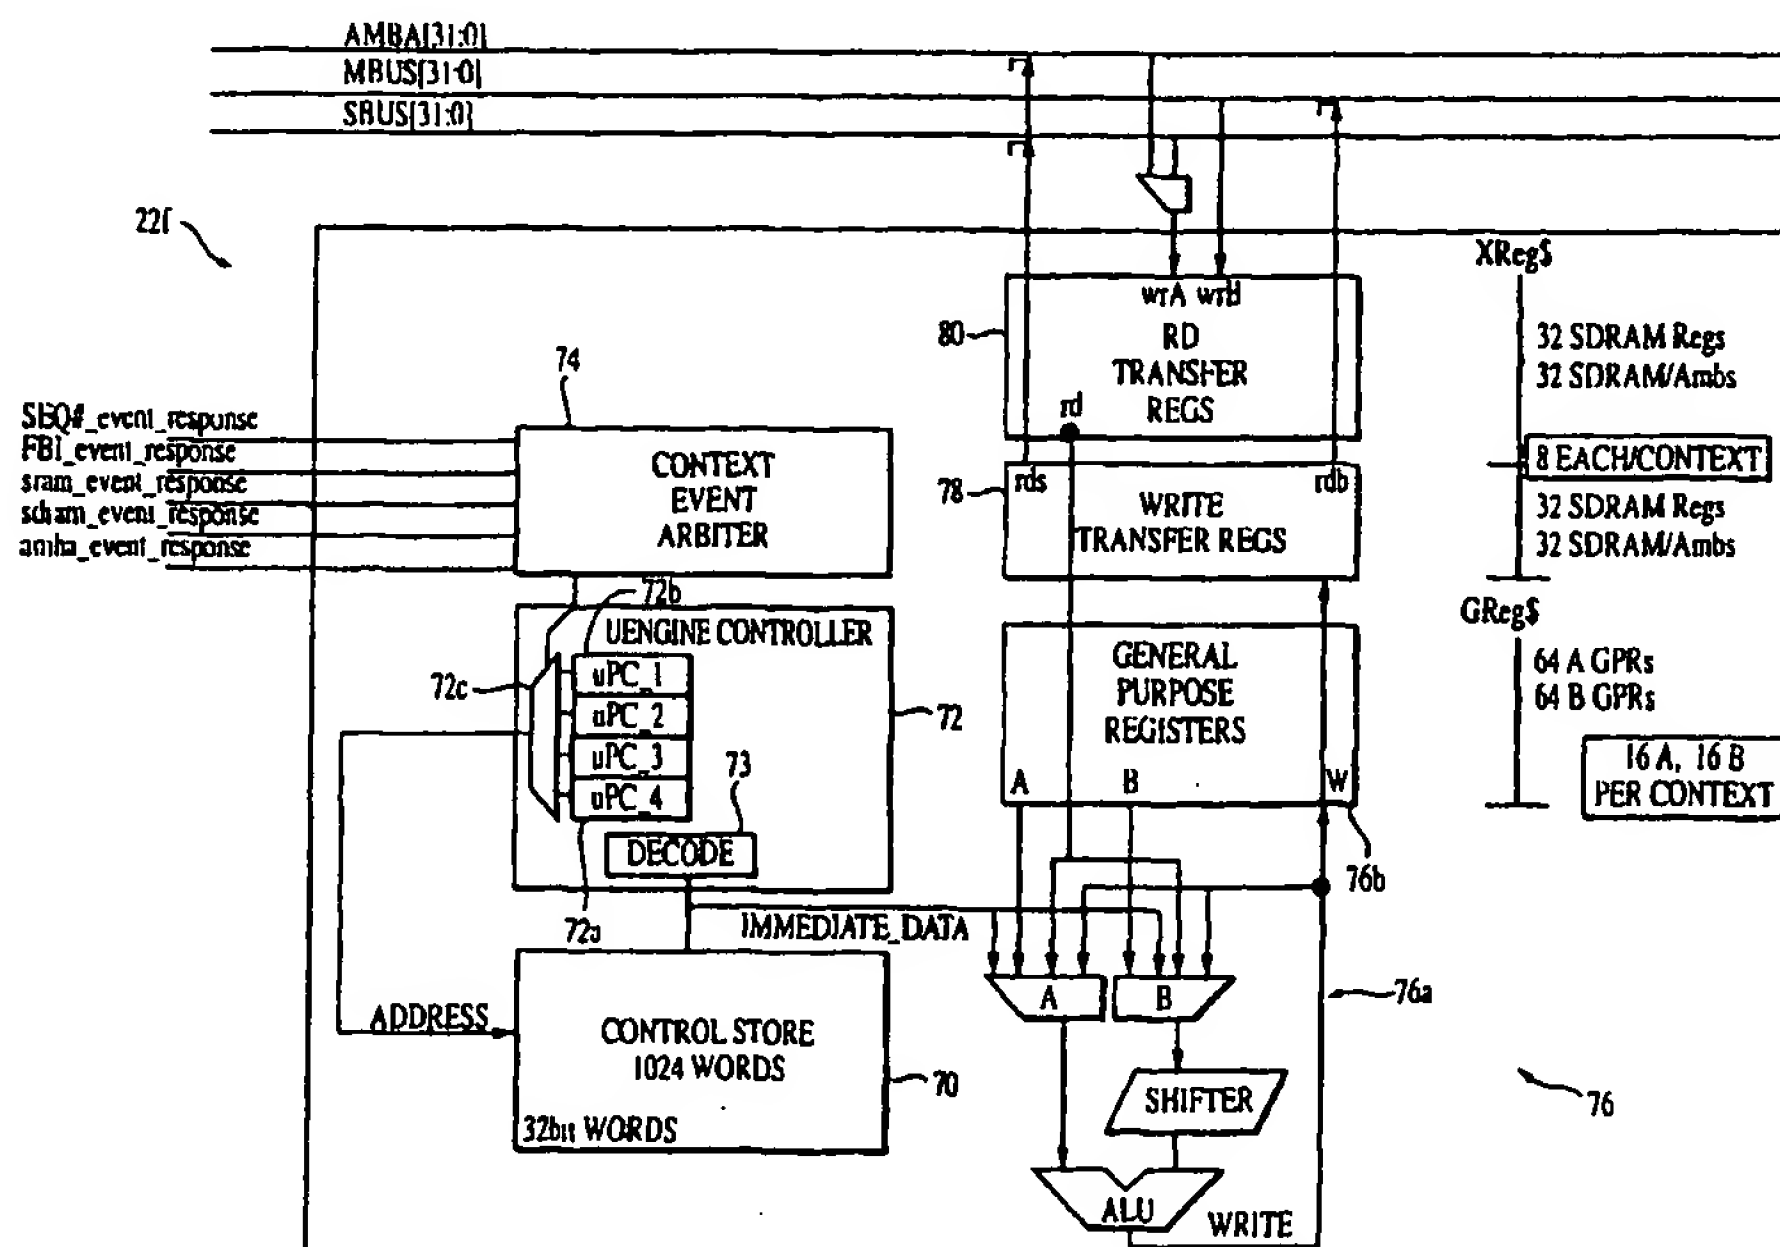 AMBA[31:0]
MBUS[31:0]
SBUS[31:0]
22f
XReg$
wrA wrB
80
RD
TRANSFER
REGS
rd
32 SDRAM Regs
32 SDRAM/Ambs
74
SEQ#_event_response
FBI_event_response
sram_event_response
sdram_event_response
amba_event_response
CONTEXT
EVENT
ARBITER
78
rds
rdb
WRITE
TRANSFER REGS
8 EACH/CONTEXT
32 SDRAM Regs
32 SDRAM/Ambs
72b
UENGINE CONTROLLER
72c
uPC_1
uPC_2
uPC_3
uPC_4
72
73
DECODE
72a
GENERAL
PURPOSE
REGISTERS
A
B
W
GReg$
64 A GPRs
64 B GPRs
16 A, 16 B
PER CONTEXT
76b
IMMEDIATE_DATA
ADDRESS
CONTROL STORE
1024 WORDS
32bit WORDS
70
A
B
76a
SHIFTER
76
ALU
WRITE